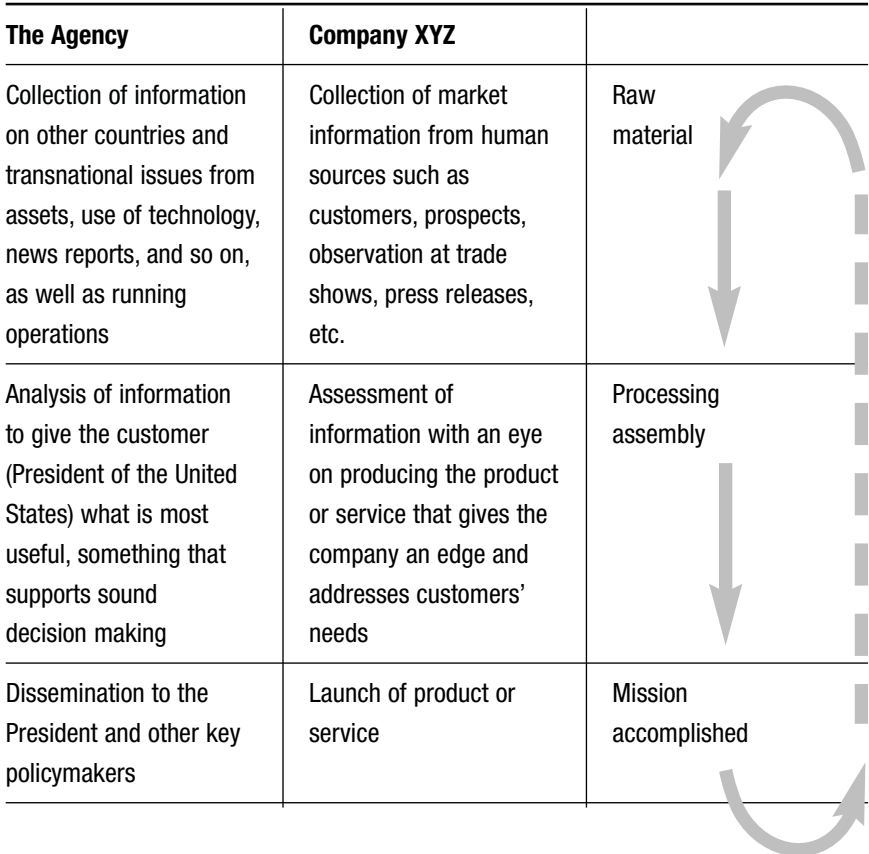 The Agency
Company XYZ
Collection of information
on other countries and
transnational issues from
assets, use of technology,
news reports, and so on,
as well as running
operations
Collection of market
information from human
sources such as
customers, prospects,
observation at trade
shows, press releases,
etc.
Raw
material
Analysis of information
to give the customer
(President of the United
States) what is most
useful, something that
supports sound
decision making
Assessment of
information with an eye
on producing the product
or service that gives the
company an edge and
addresses customers’
needs
Processing
assembly
Dissemination to the
President and other key
policymakers
Launch of product or
service
Mission
accomplished